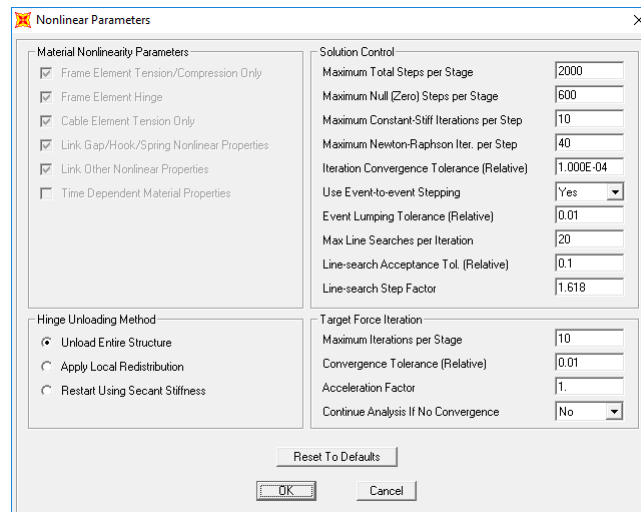 Nonlinear Parameters
Material Nonlinearity Parameters
Frame Element Tension/Compression Only
Frame Element Hinge
Cable Element Tension Only
Link Gap/Hook/Spring Nonlinear Properties
Link Other Nonlinear Properties
Time Dependent Material Properties
Solution Control
Maximum Total Steps per Stage 2000
Maximum Null (Zero) Steps per Stage 600
Maximum Constant-Stiff Iterations per Step 10
Maximum Newton-Raphson Iter. per Step 40
Iteration Convergence Tolerance (Relative) 1.000E-04
Use Event-to-event Stepping Yes
Event Lumping Tolerance (Relative) 0.01
Max Line Searches per Iteration 20
Line-search Acceptance Tol. (Relative) 0.1
Line-search Step Factor 1.618
Hinge Unloading Method
Unload Entire Structure
Apply Local Redistribution
Restart Using Secant Stiffness
Target Force Iteration
Maximum Iterations per Stage 10
Convergence Tolerance (Relative) 0.01
Acceleration Factor 1.
Continue Analysis If No Convergence No
Reset To Defaults
OK Cancel